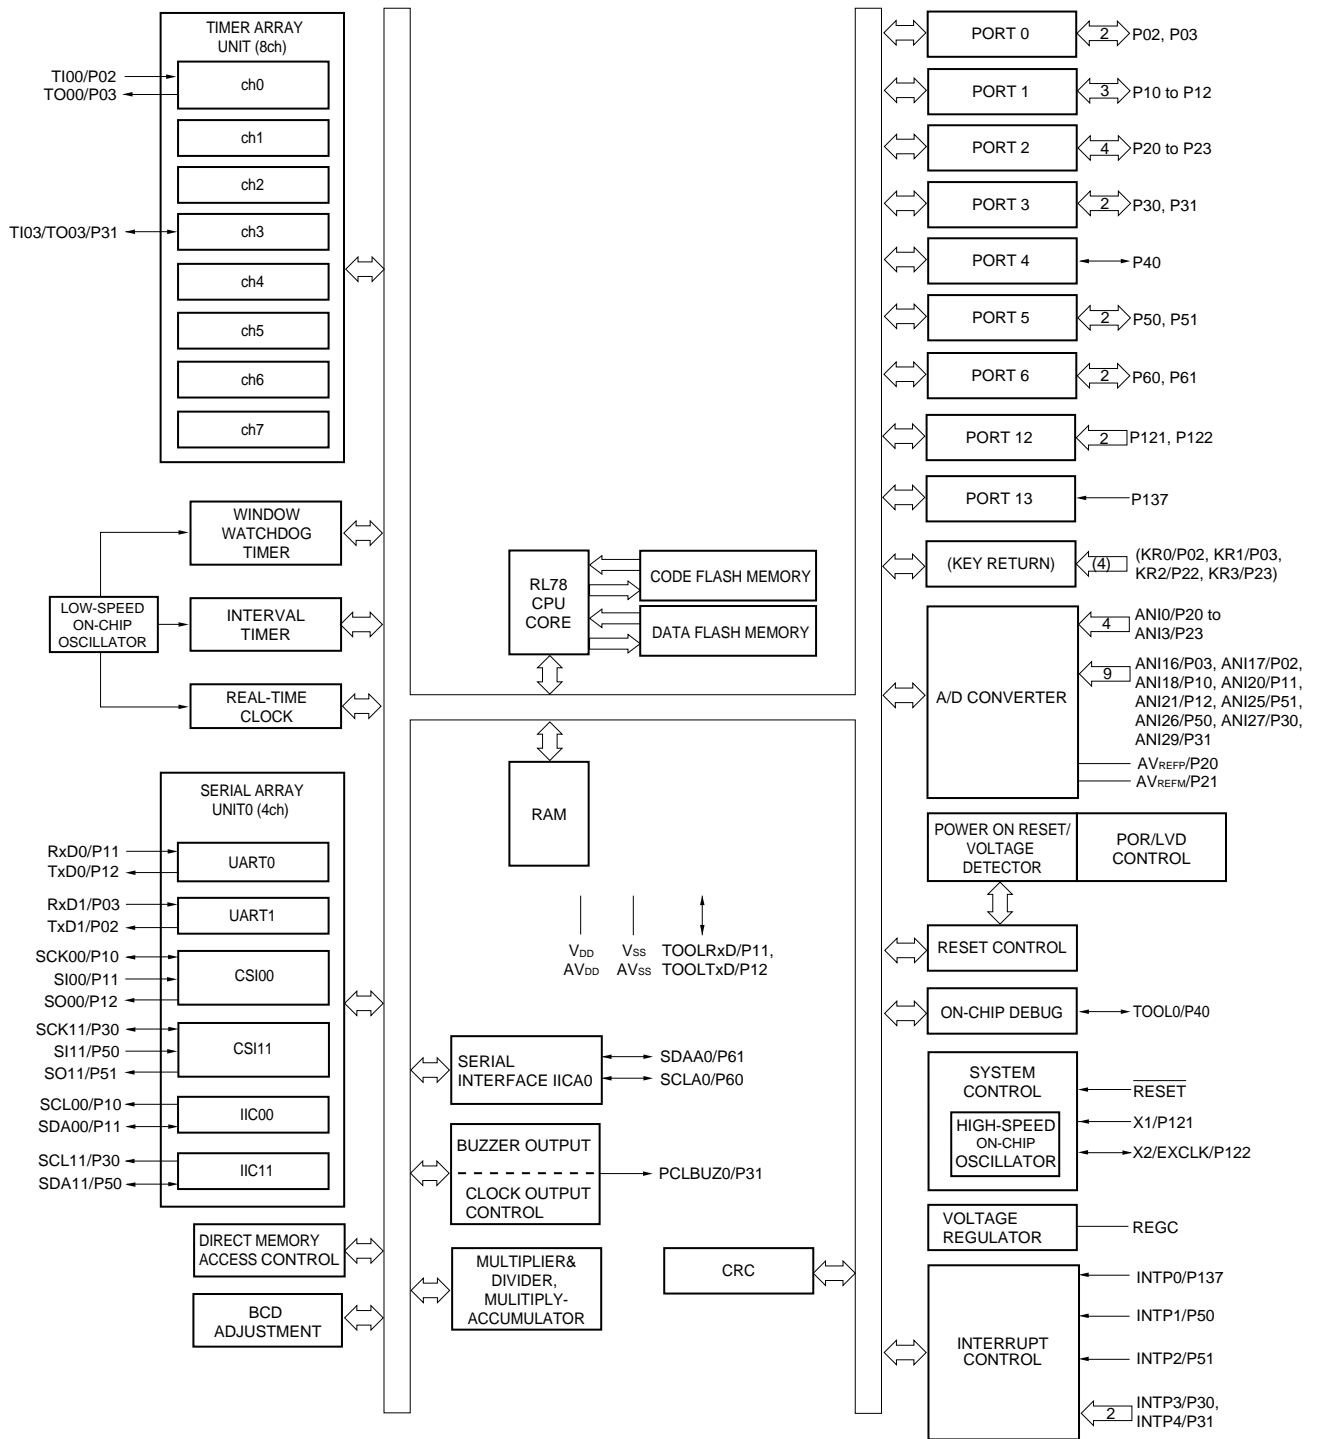 TIMER ARRAY
UNIT (8ch)
TI00/P02
TO00/P03
ch0
ch1
ch2
TI03/TO03/P31
ch3
ch4
ch5
ch6
ch7
WINDOW
WATCHDOG
TIMER
LOW-SPEED
ON-CHIP
OSCILLATOR
INTERVAL
TIMER
REAL-TIME
CLOCK
SERIAL ARRAY
UNIT0 (4ch)
RxD0/P11
TxD0/P12
UART0
RxD1/P03
TxD1/P02
UART1
SCK00/P10
SI00/P11
SO00/P12
CSI00
SCK11/P30
SI11/P50
SO11/P51
CSI11
SCL00/P10
SDA00/P11
IIC00
SCL11/P30
SDA11/P50
IIC11
DIRECT MEMORY
ACCESS CONTROL
BCD
ADJUSTMENT
RL78
CPU
CORE
CODE FLASH MEMORY
DATA FLASH MEMORY
RAM
VDD
AVDD
VSS
AVSS
TOOLRxD/P11,
TOOLTxD/P12
SERIAL
INTERFACE IICA0
SDAA0/P61
SCLA0/P60
BUZZER OUTPUT
PCLBUZ0/P31
CLOCK OUTPUT
CONTROL
MULTIPLIER&
DIVIDER,
MULITIPLY-
ACCUMULATOR
CRC
PORT 0
2
P02, P03
PORT 1
3
P10 to P12
PORT 2
4
P20 to P23
PORT 3
2
P30, P31
PORT 4
P40
PORT 5
2
P50, P51
PORT 6
2
P60, P61
PORT 12
2
P121, P122
PORT 13
P137
(KEY RETURN)
(4)
(KR0/P02, KR1/P03,
KR2/P22, KR3/P23)
A/D CONVERTER
4
ANI0/P20 to
ANI3/P23
9
ANI16/P03, ANI17/P02,
ANI18/P10, ANI20/P11,
ANI21/P12, ANI25/P51,
ANI26/P50, ANI27/P30,
ANI29/P31
AVREFP/P20
AVREFM/P21
POWER ON RESET/
VOLTAGE
DETECTOR
POR/LVD
CONTROL
RESET CONTROL
ON-CHIP DEBUG
TOOL0/P40
SYSTEM
CONTROL
HIGH-SPEED
ON-CHIP
OSCILLATOR
RESET
X1/P121
X2/EXCLK/P122
VOLTAGE
REGULATOR
REGC
INTERRUPT
CONTROL
INTP0/P137
INTP1/P50
INTP2/P51
2
INTP3/P30,
INTP4/P31